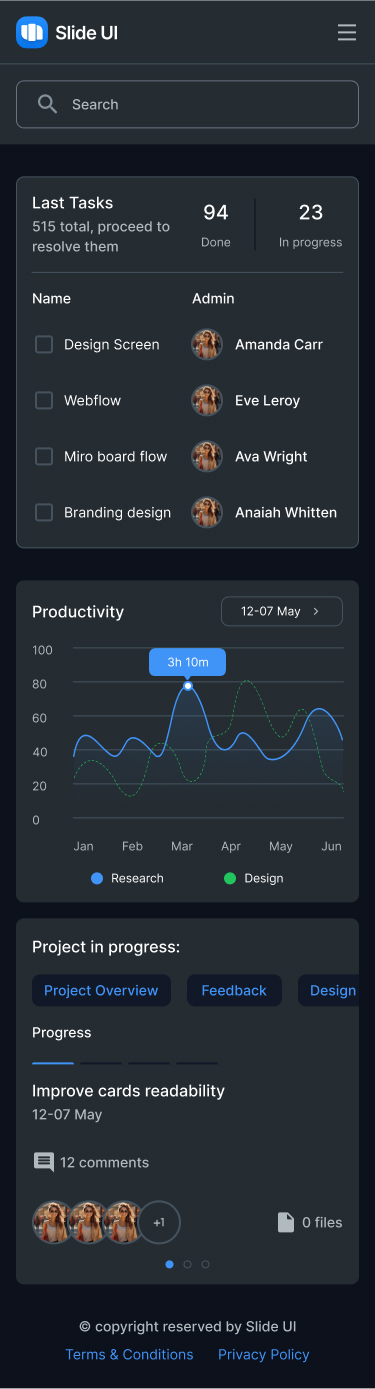 Slide UI
Search
Last Tasks
515 total, proceed to
resolve them
94
Done
23
In progress
Name
Admin
Design Screen
Amanda Carr
Webflow
Eve Leroy
Miro board flow
Ava Wright
Branding design
Anaiah Whitten
Productivity
12-07 May
100
3h 10m
80
60
40
20
0
Jan Feb Mar Apr May Jun
Research
Design
Project in progress:
Project Overview
Feedback
Design
Progress
Improve cards readability
12-07 May
12 comments
+1
0 files
© copyright reserved by Slide UI
Terms & Conditions
Privacy Policy